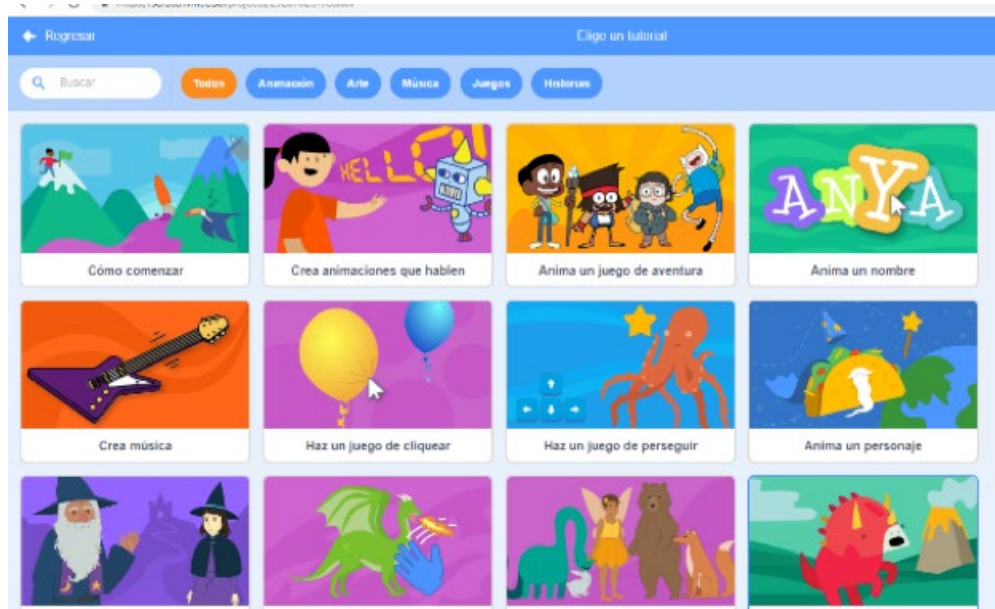 Regresar
Elige un tutorial
Buscar
Todos
Animación
Arte
Música
Juegos
Historias
HELLO!
ANYA
Cómo comenzar
Crea animaciones que hablen
Anima un juego de aventura
Anima un nombre
Crea música
Haz un juego de cliquear
Haz un juego de perseguir
Anima un personaje